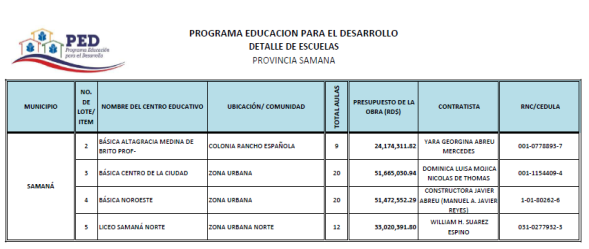 PED
Programa Educación
para el Desarrollo
PROGRAMA EDUCACION PARA EL DESARROLLO
DETALLE DE ESCUELAS
PROVINCIA SAMANA
MUNICIPIO
NO. DE LOTE/ ITEM
NOMBRE DEL CENTRO EDUCATIVO
UBICACIÓN/ COMUNIDAD
TOTAL AULAS
PRESUPUESTO DE LA OBRA (RD$)
CONTRATISTA
RNC/CEDULA
SAMANÁ
2 BÁSICA ALTAGRACIA MEDINA DE BRITO PROF- COLONIA RANCHO ESPAÑOLA 9 24,174,311.82 YARA GEORGINA ABREU MERCEDES 001-0778893-7
3 BÁSICA CENTRO DE LA CIUDAD ZONA URBANA 20 51,665,030.94 DOMINICA LUISA MOJICA NICOLAS DE THOMAS 001-1154409-4
4 BÁSICA NOROESTE ZONA URBANA 20 51,472,552.29 CONSTRUCTORA JAVIER ABREU (MANUEL A. JAVIER REYES) 1-01-80262-6
5 LICEO SAMANÁ NORTE ZONA URBANA NORTE 12 33,020,391.80 WILLIAM H. SUAREZ ESPINO 031-0277932-3